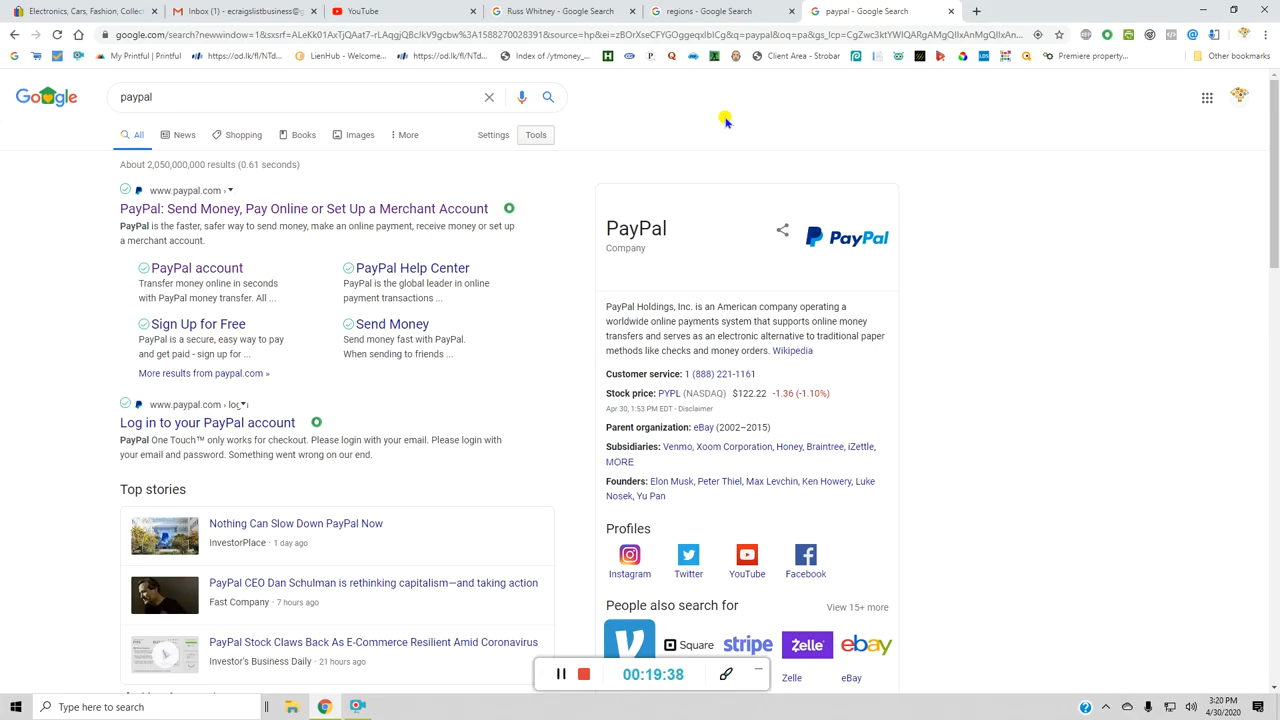 Electronics, Cars, Fashion, Collect
Inbox (1) - ecraigslistbusiness@g
YouTube
Russ Whitney - Google Search
regions - Google Search
paypal - Google Search
My Printful | Printful
https://od.lk/fl/NTd...
LienHub - Welcome...
https://od.lk/fl/NTd...
Index of /ytmoney_...
Client Area - Strobar
Premiere property...
Other bookmarks
Google
paypal
All
News
Shopping
Books
Images
More
Settings
Tools
About 2,050,000,000 results (0.61 seconds)
www.paypal.com ›
PayPal: Send Money, Pay Online or Set Up a Merchant Account
PayPal is the faster, safer way to send money, make an online payment, receive money or set up
a merchant account.
PayPal account
Transfer money online in seconds
with PayPal money transfer. All ...
PayPal Help Center
PayPal is the global leader in online
payment transactions ...
Sign Up for Free
PayPal is a secure, easy way to pay
and get paid - sign up for ...
Send Money
Send money fast with PayPal.
When sending to friends ...
More results from paypal.com »
www.paypal.com ›
Log in to your PayPal account
PayPal One Touch™ only works for checkout. Please login with your email. Please login with
your email and password. Something went wrong on our end.
Top stories
Nothing Can Slow Down PayPal Now
InvestorPlace · 1 day ago
PayPal CEO Dan Schulman is rethinking capitalism—and taking action
Fast Company · 7 hours ago
PayPal Stock Claws Back As E-Commerce Resilient Amid Coronavirus
Investor's Business Daily · 21 hours ago
PayPal
Company
PayPal
PayPal Holdings, Inc. is an American company operating a
worldwide online payments system that supports online money
transfers and serves as an electronic alternative to traditional paper
methods like checks and money orders. Wikipedia
Customer service: 1 (888) 221-1161
Stock price: PYPL (NASDAQ) $122.22 -1.36 (-1.10%)
Apr 30, 1:53 PM EDT - Disclaimer
Parent organization: eBay (2002–2015)
Subsidiaries: Venmo, Xoom Corporation, Honey, Braintree, iZettle,
MORE
Founders: Elon Musk, Peter Thiel, Max Levchin, Ken Howery, Luke
Nosek, Yu Pan
Profiles
Instagram
Twitter
YouTube
Facebook
People also search for
View 15+ more
Square
stripe
Zelle
ebay
Zelle
eBay
00:19:38
Type here to search
3:20 PM
4/30/2020